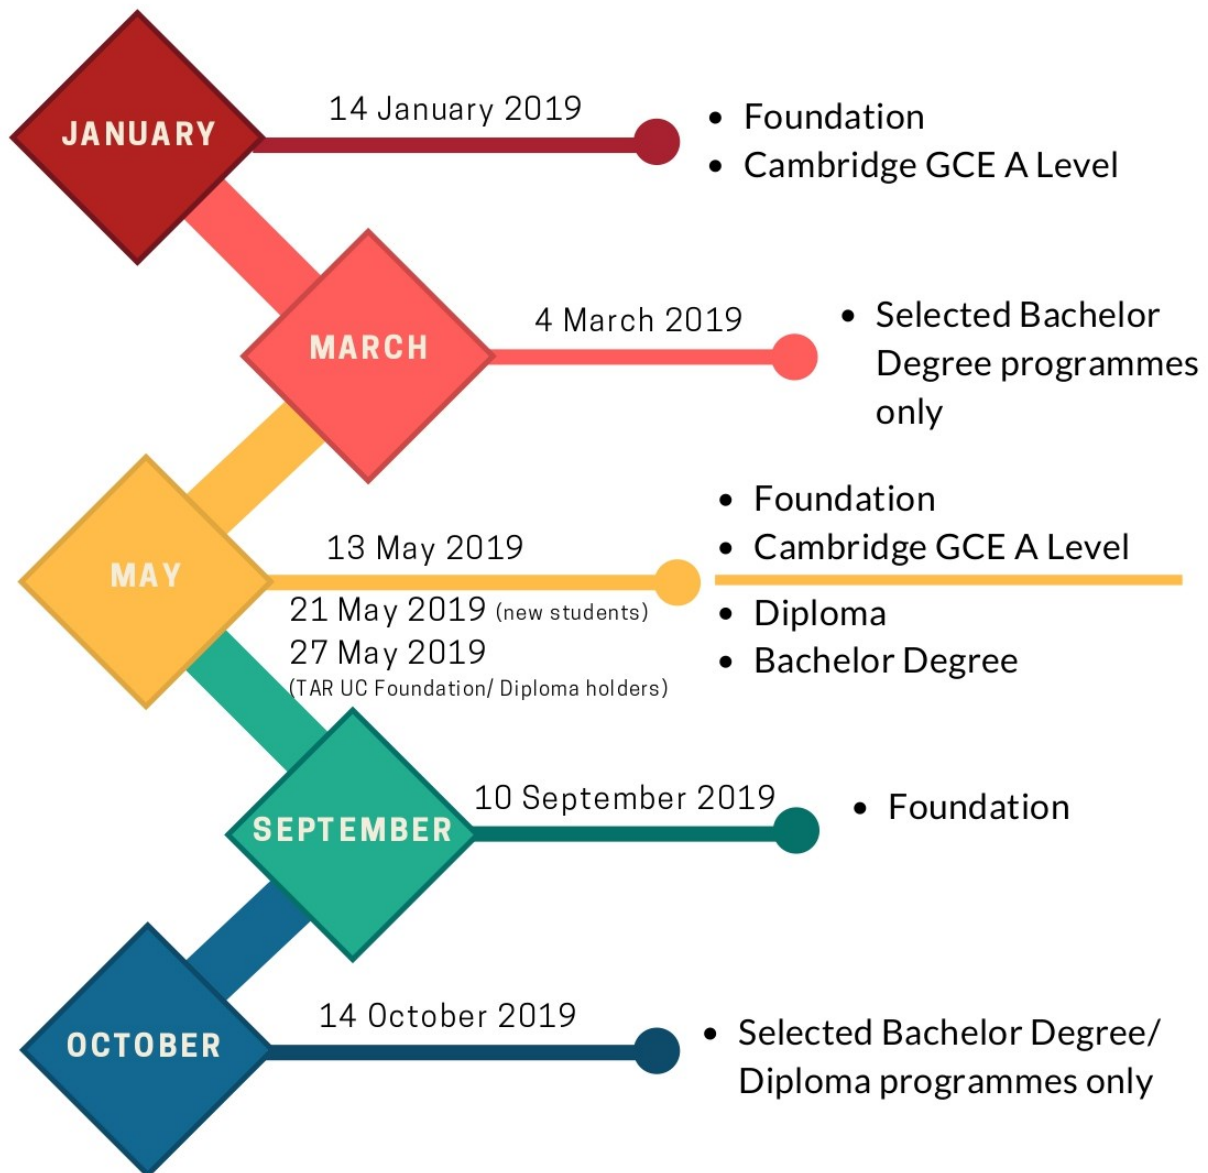 JANUARY
14 January 2019
• Foundation
• Cambridge GCE A Level
MARCH
4 March 2019
• Selected Bachelor
Degree programmes
only
MAY
13 May 2019
• Foundation
• Cambridge GCE A Level
21 May 2019 (new students)
27 May 2019
(TAR UC Foundation/ Diploma holders)
• Diploma
• Bachelor Degree
SEPTEMBER
10 September 2019
• Foundation
OCTOBER
14 October 2019
• Selected Bachelor Degree/
Diploma programmes only